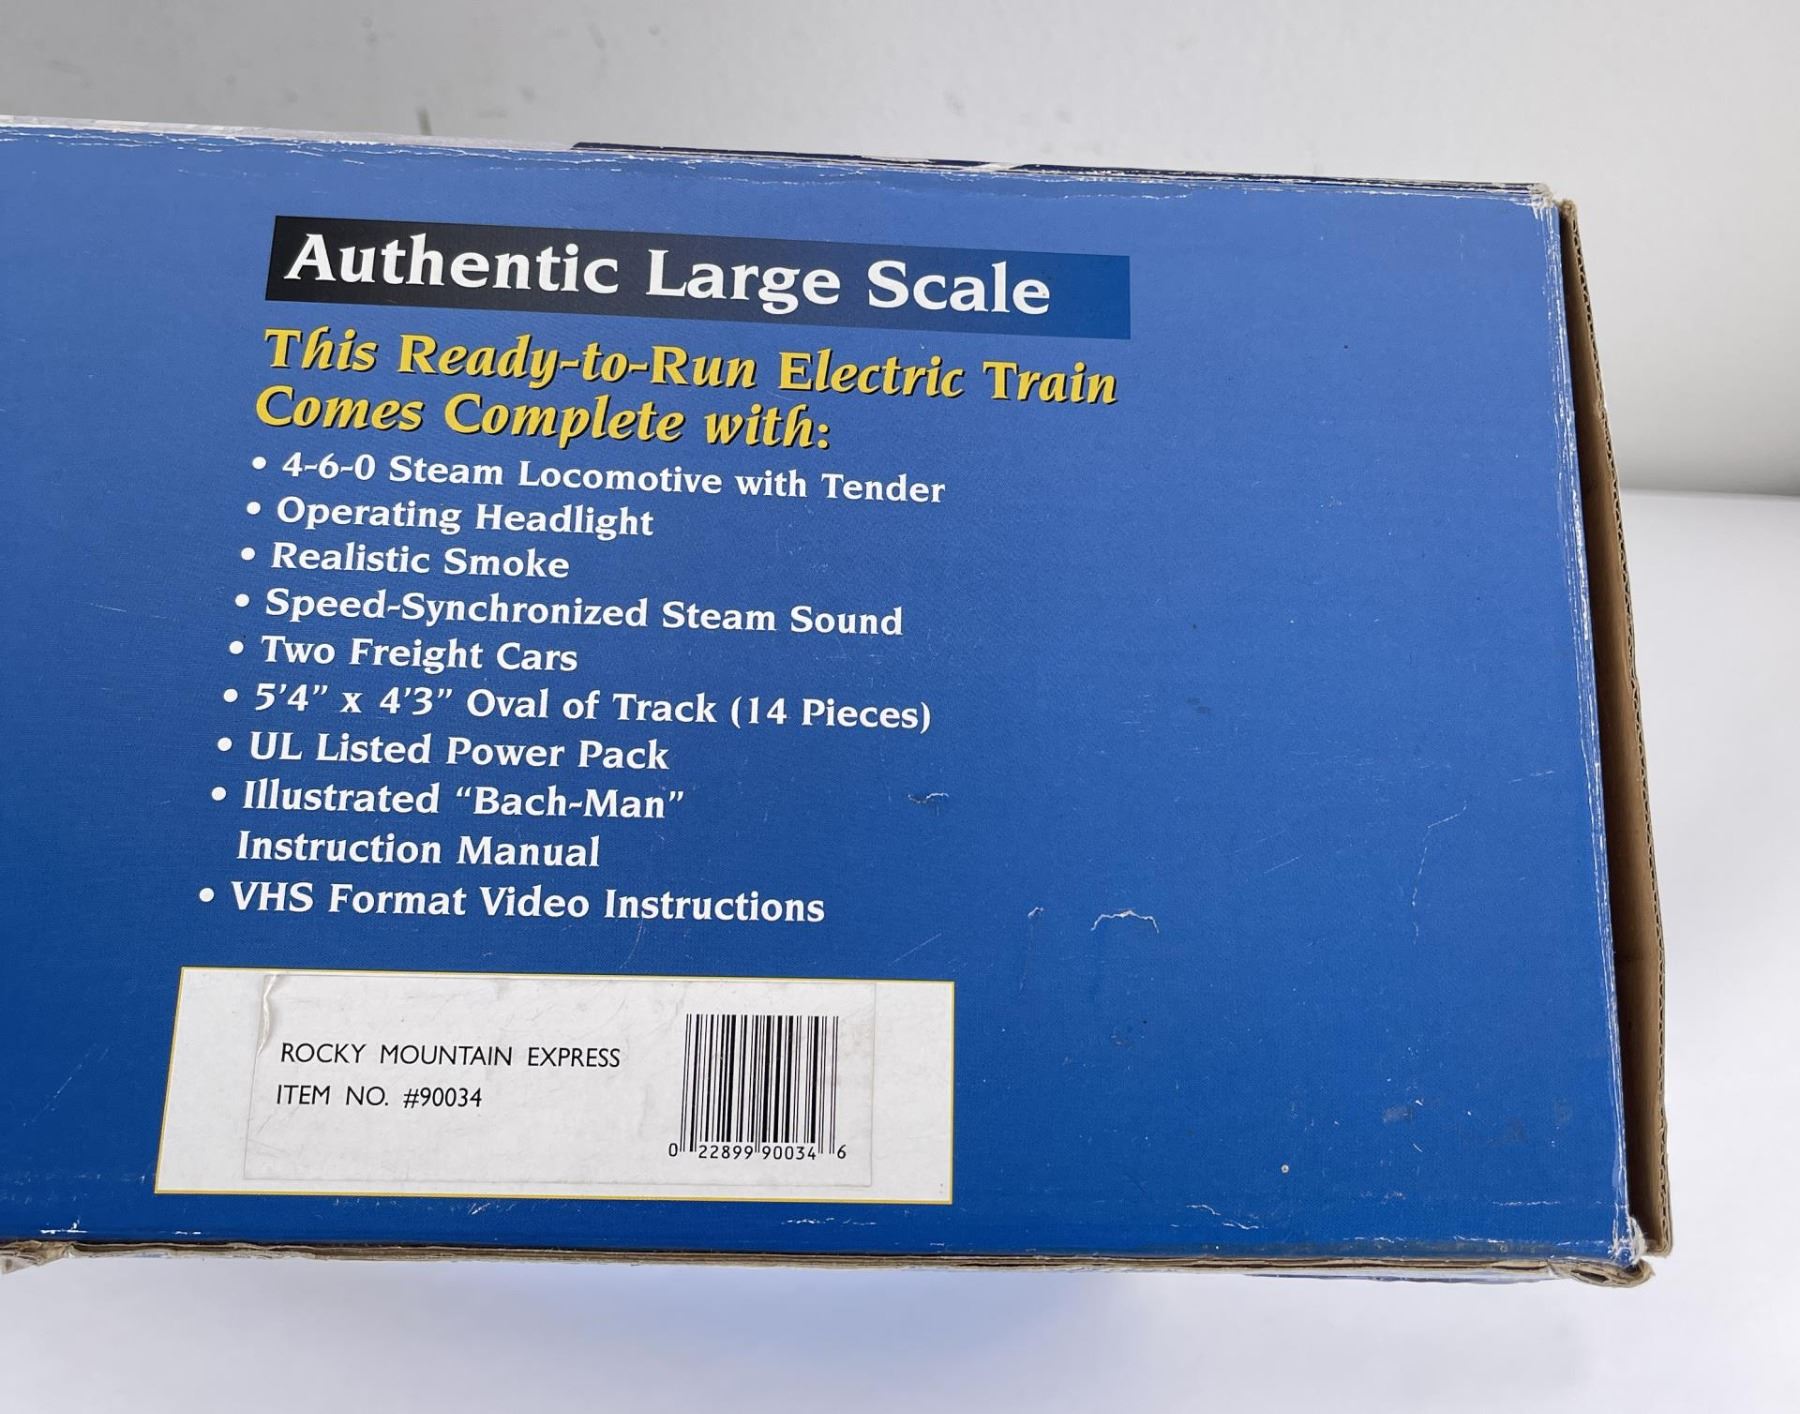 Authentic Large Scale
This Ready-to-Run Electric Train
Comes Complete with:
• 4-6-0 Steam Locomotive with Tender
• Operating Headlight
• Realistic Smoke
• Speed-Synchronized Steam Sound
• Two Freight Cars
• 5'4" x 4'3" Oval of Track (14 Pieces)
• UL Listed Power Pack
• Illustrated “Bach-Man”
Instruction Manual
• VHS Format Video Instructions
ROCKY MOUNTAIN EXPRESS
ITEM NO. #90034
0 22899 90034 6